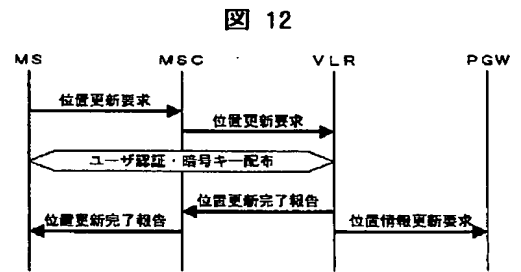 図 12
MS MSC VLR PGW
位置更新要求
位置更新要求
ユーザ認証・暗号キー配布
位置更新完了報告
位置更新完了報告 位置情報更新要求